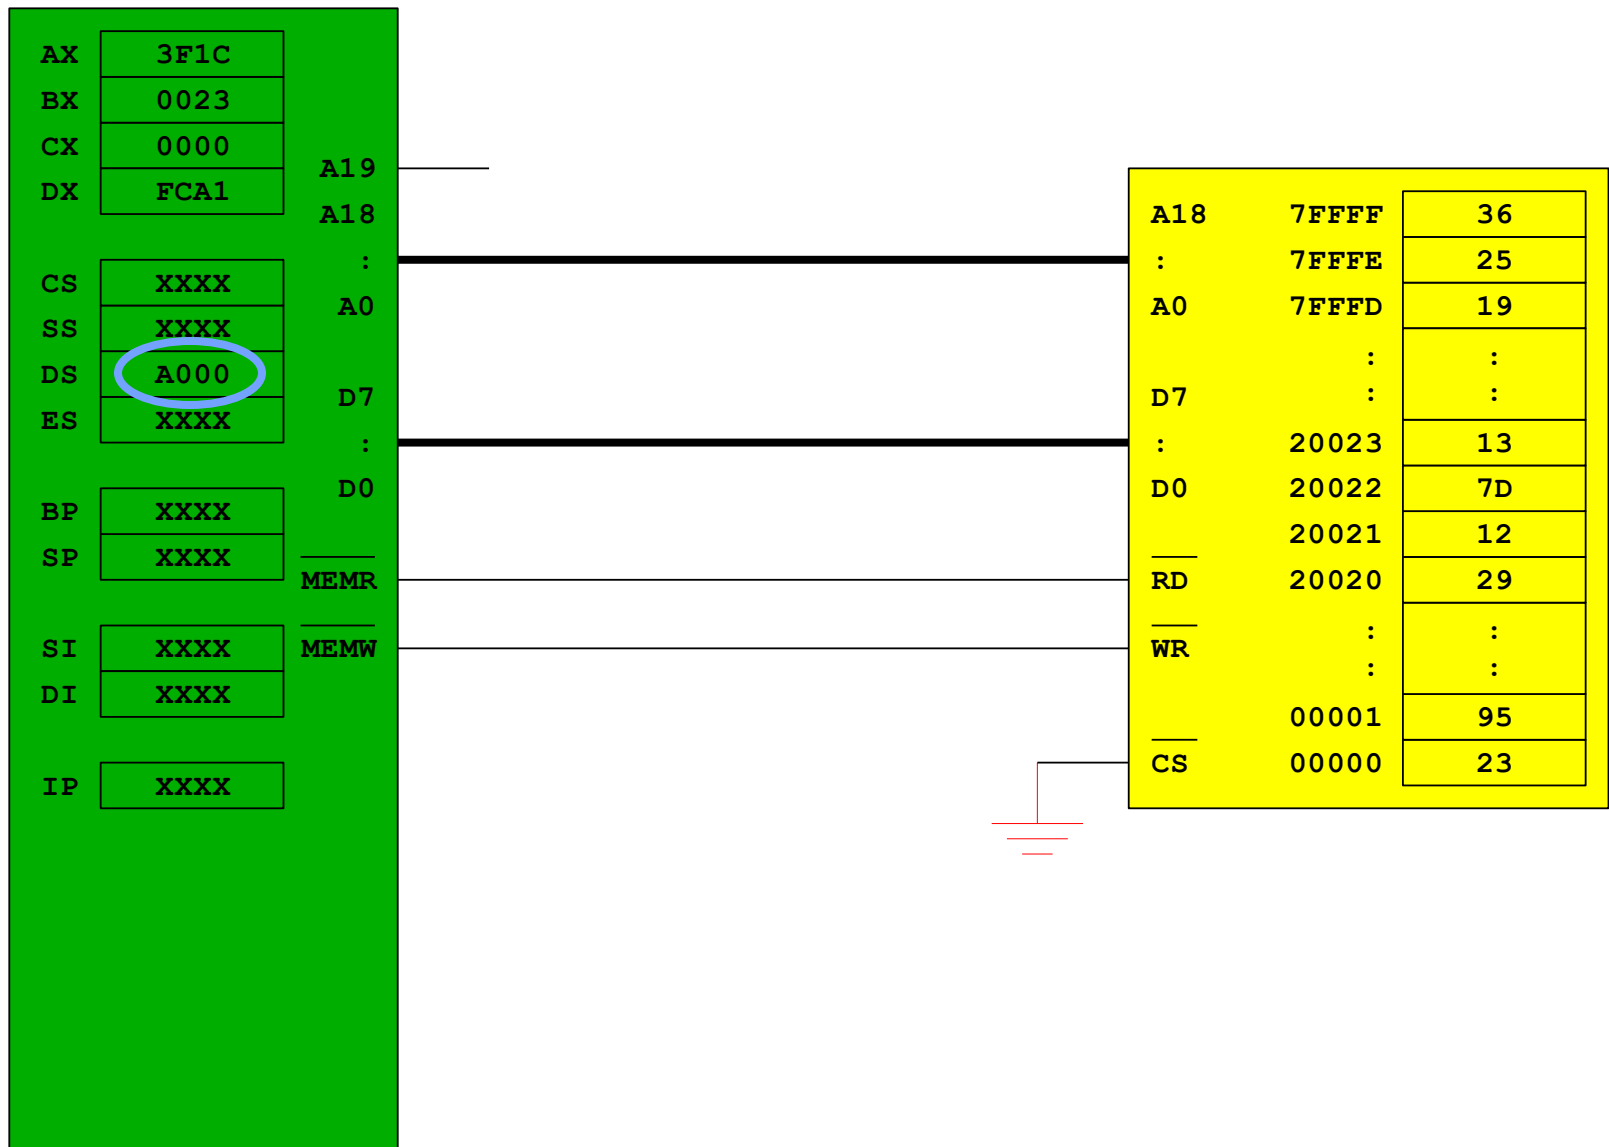 AX 3F1C
BX 0023
CX 0000
DX FCA1
CS XXXX
SS XXXX
DS A000
ES XXXX
BP XXXX
SP XXXX
SI XXXX
DI XXXX
IP XXXX
A19
A18
:
A0
D7
:
D0
MEMR
MEMW
A18 7FFFF 36
: 7FFFE 25
A0 7FFFD 19
: :
D7 : :
: 20023 13
D0 20022 7D
20021 12
RD 20020 29
WR : :
: :
00001 95
CS 00000 23